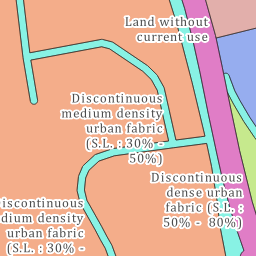 Land without
current use
Discontinuous
medium density
urban fabric
(S.L. : 30% -
50%)
Discontinuous
dense urban
fabric (S.L. :
50% - 80%)
iscontinuous
dium density
urban fabric
(S.L. : 30% -